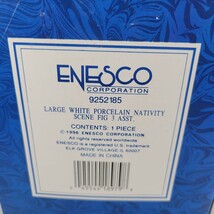 ENESCO
CORPORATION
9252185
LARGE WHITE PORCELAIN NATIVITY
SCENE FIG 3 ASST
CONTENTS: 1 PIECE
© 1996 ENESCO CORPORATION
All rights reserved worldwide
ENESCO is a registered U.S. trademark
ELK GROVE VILLAGE IL 60007
MADE IN CHINA